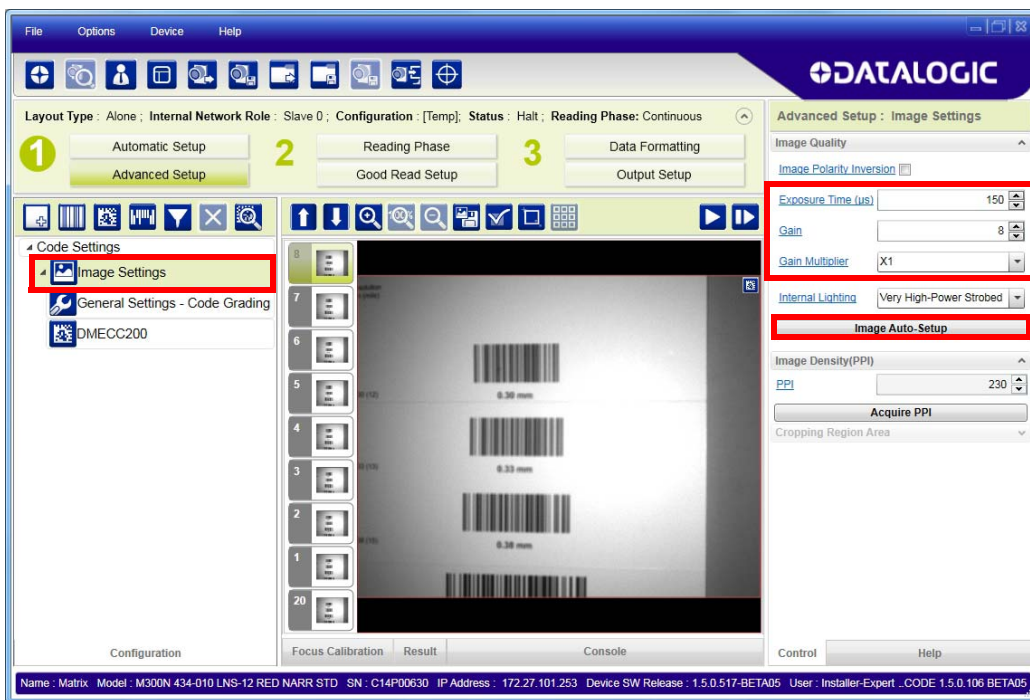 File Options Device Help
DATALOGIC
Layout Type : Alone ; Internal Network Role : Slave 0 ; Configuration : [Temp]; Status : Halt ; Reading Phase: Continuous
1 Automatic Setup
Advanced Setup
2 Reading Phase
Good Read Setup
3 Data Formatting
Output Setup
Code Settings
Image Settings
General Settings - Code Grading
DMECC200
Configuration
8
7
6
5
4
3
2
1
20
0.30 mm
0.33 mm
0.38 mm
Focus Calibration Result Console
Advanced Setup : Image Settings
Image Quality
Image Polarity Inversion
Exposure Time (µs) 150
Gain 8
Gain Multiplier X1
Internal Lighting Very High-Power Strobed
Image Auto-Setup
Image Density(PPI)
PPI 230
Acquire PPI
Cropping Region Area
Control Help
Name : Matrix Model : M300N 434-010 LNS-12 RED NARR STD SN : C14P00630 IP Address : 172.27.101.253 Device SW Release : 1.5.0.517-BETA05 User : Installer-Expert ..CODE 1.5.0.106 BETA05